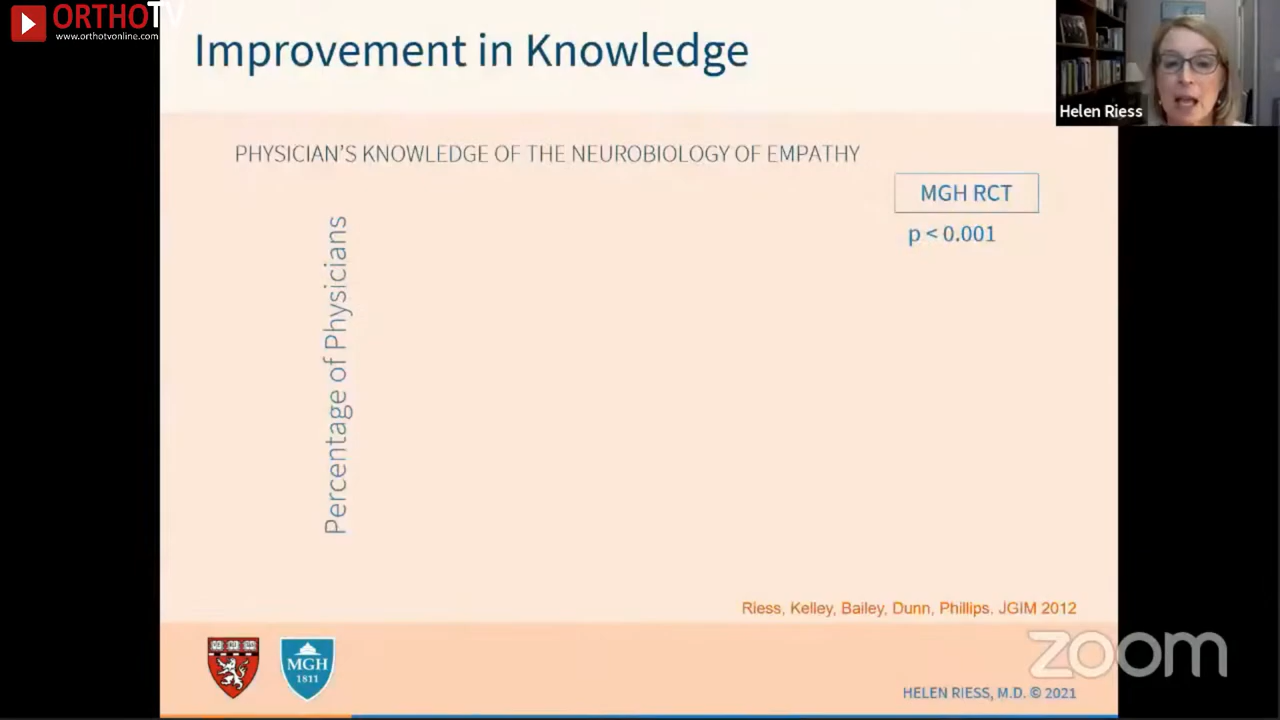 ORTHOTV
www.orthotvonline.com
Improvement in Knowledge
Helen Riess
PHYSICIAN'S KNOWLEDGE OF THE NEUROBIOLOGY OF EMPATHY
MGH RCT
p < 0.001
Percentage of Physicians
Riess, Kelley, Bailey, Dunn, Phillips. JGIM 2012
MGH
1811
zoom
HELEN RIESS, M.D. © 2021